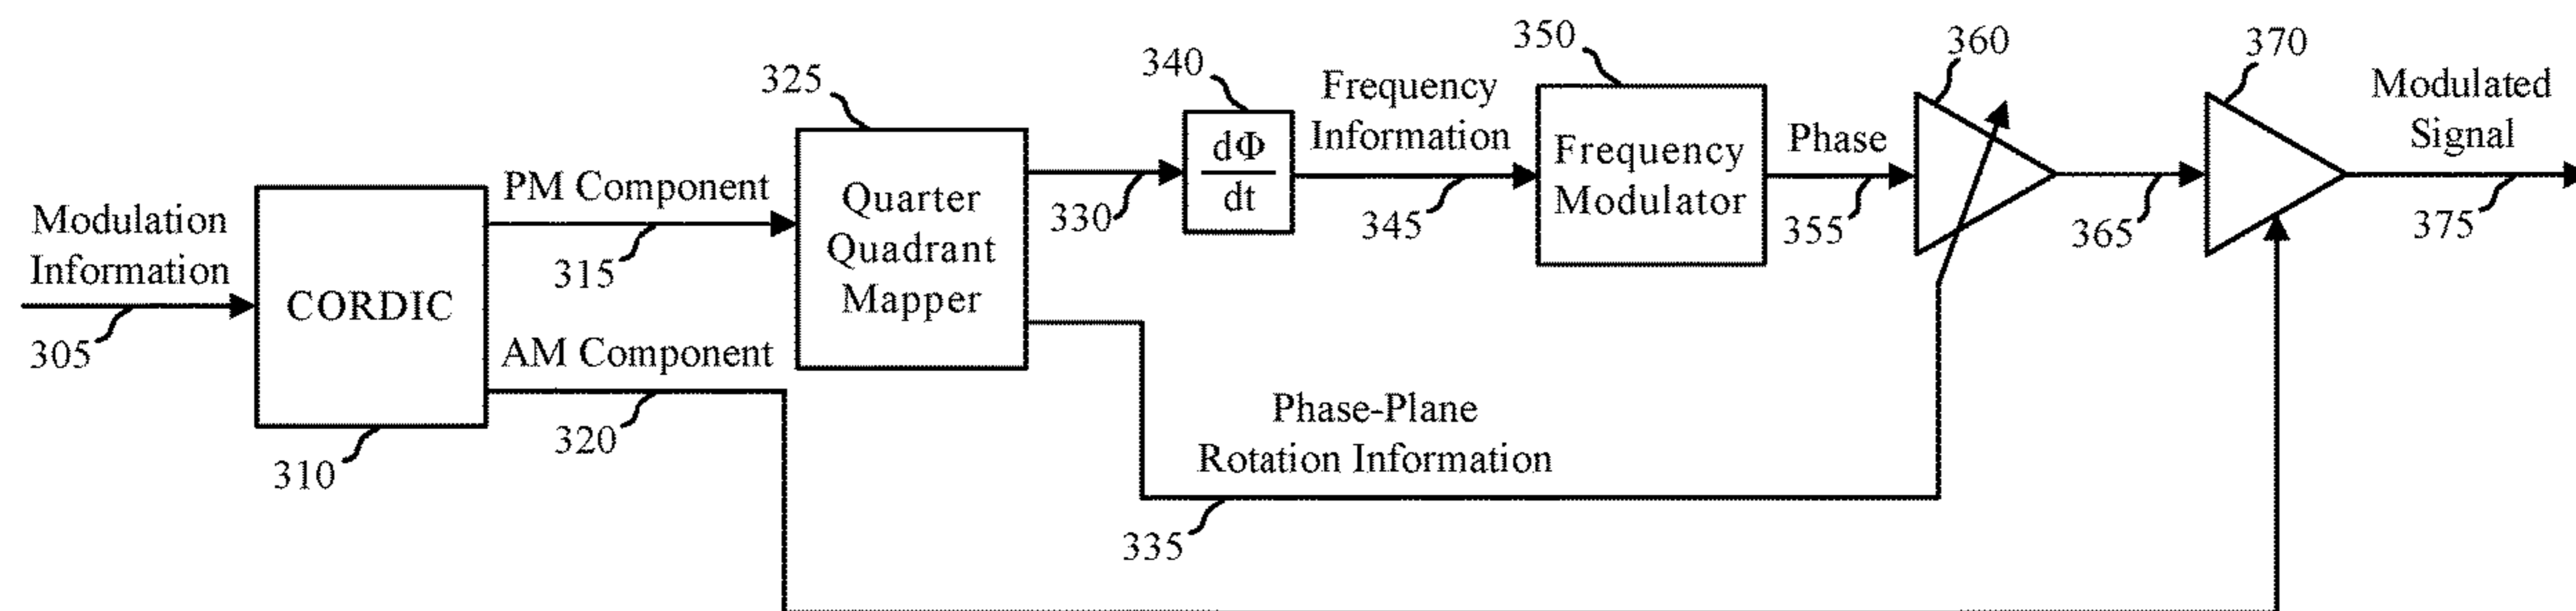 350
360
370
340
325
Frequency
Information
Modulated
Signal
dΦ
dt
Phase
Frequency
Modulator
PM Component
Quarter
Quadrant
Mapper
Modulation
Information
330
345
355
365
375
315
CORDIC
305
AM Component
320
310
Phase-Plane
Rotation Information
335